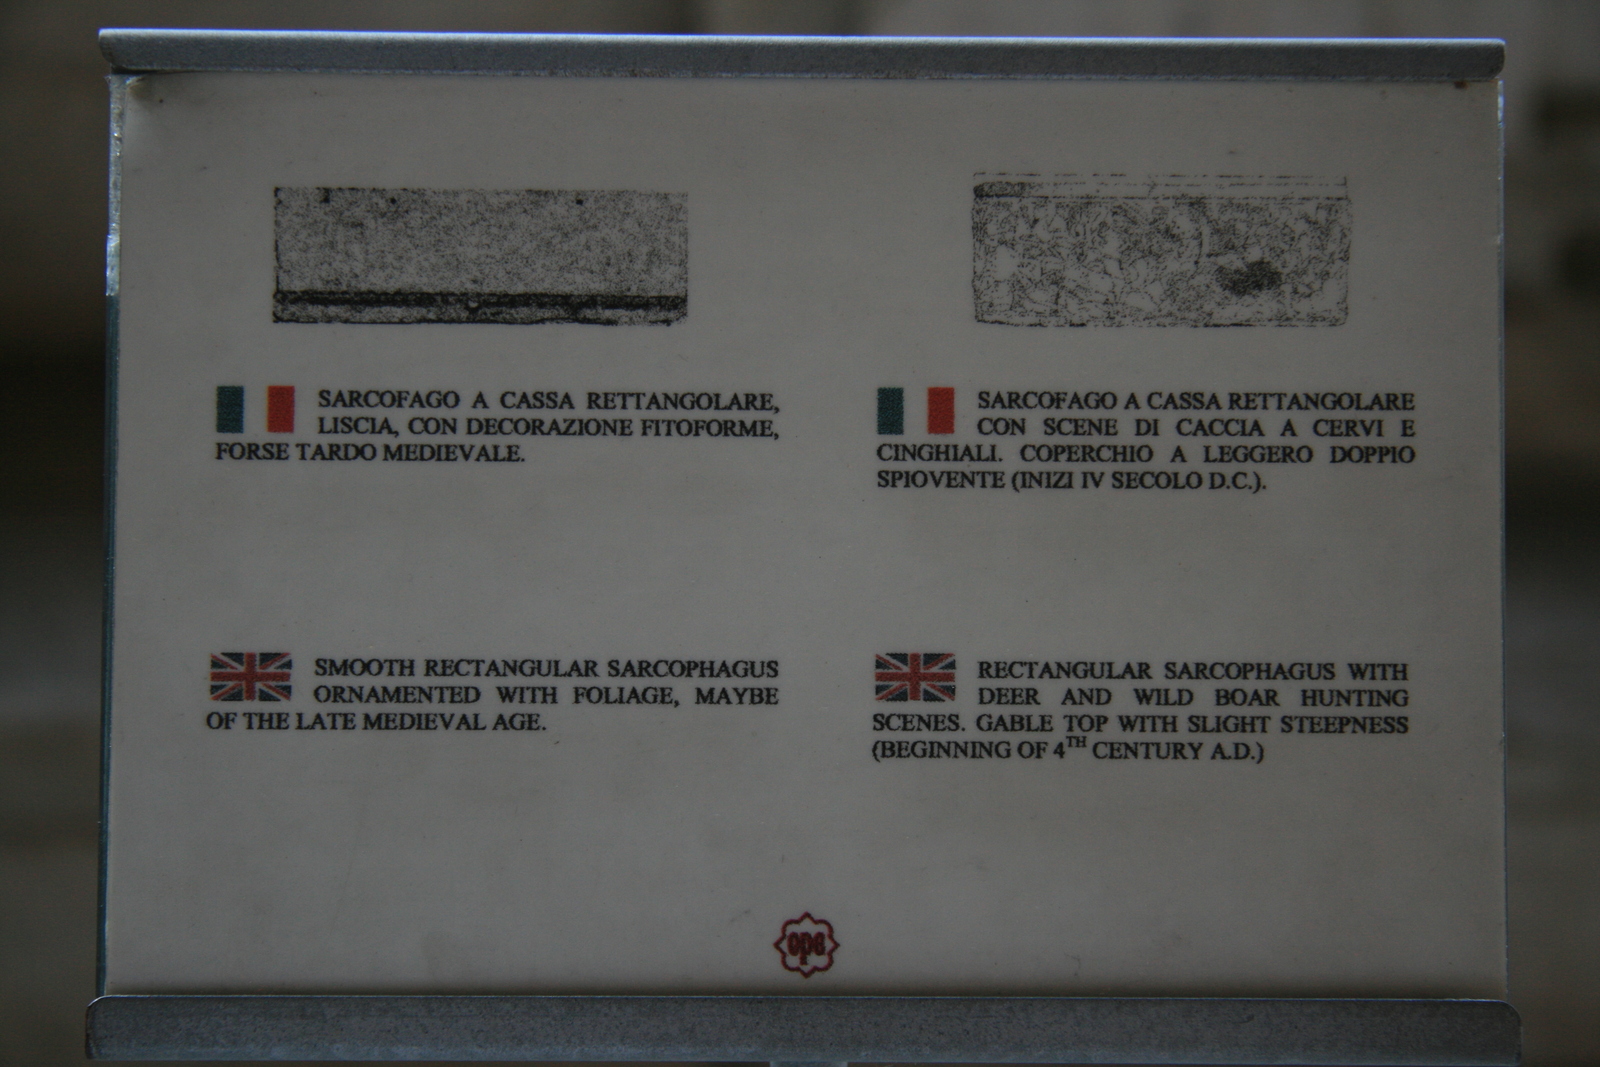 SARCOFAGO A CASSA RETTANGOLARE,
LISCIA, CON DECORAZIONE FITOFORME,
FORSE TARDO MEDIEVALE.
SMOOTH RECTANGULAR SARCOPHAGUS
ORNAMENTED WITH FOLIAGE, MAYBE
OF THE LATE MEDIEVAL AGE.
SARCOFAGO A CASSA RETTANGOLARE
CON SCENE DI CACCIA A CERVI E
CINGHIALI. COPERCHIO A LEGGERO DOPPIO
SPIOVENTE (INIZI IV SECOLO D.C.).
RECTANGULAR SARCOPHAGUS WITH
DEER AND WILD BOAR HUNTING
SCENES. GABLE TOP WITH SLIGHT STEEPNESS
(BEGINNING OF 4TH CENTURY A.D.)